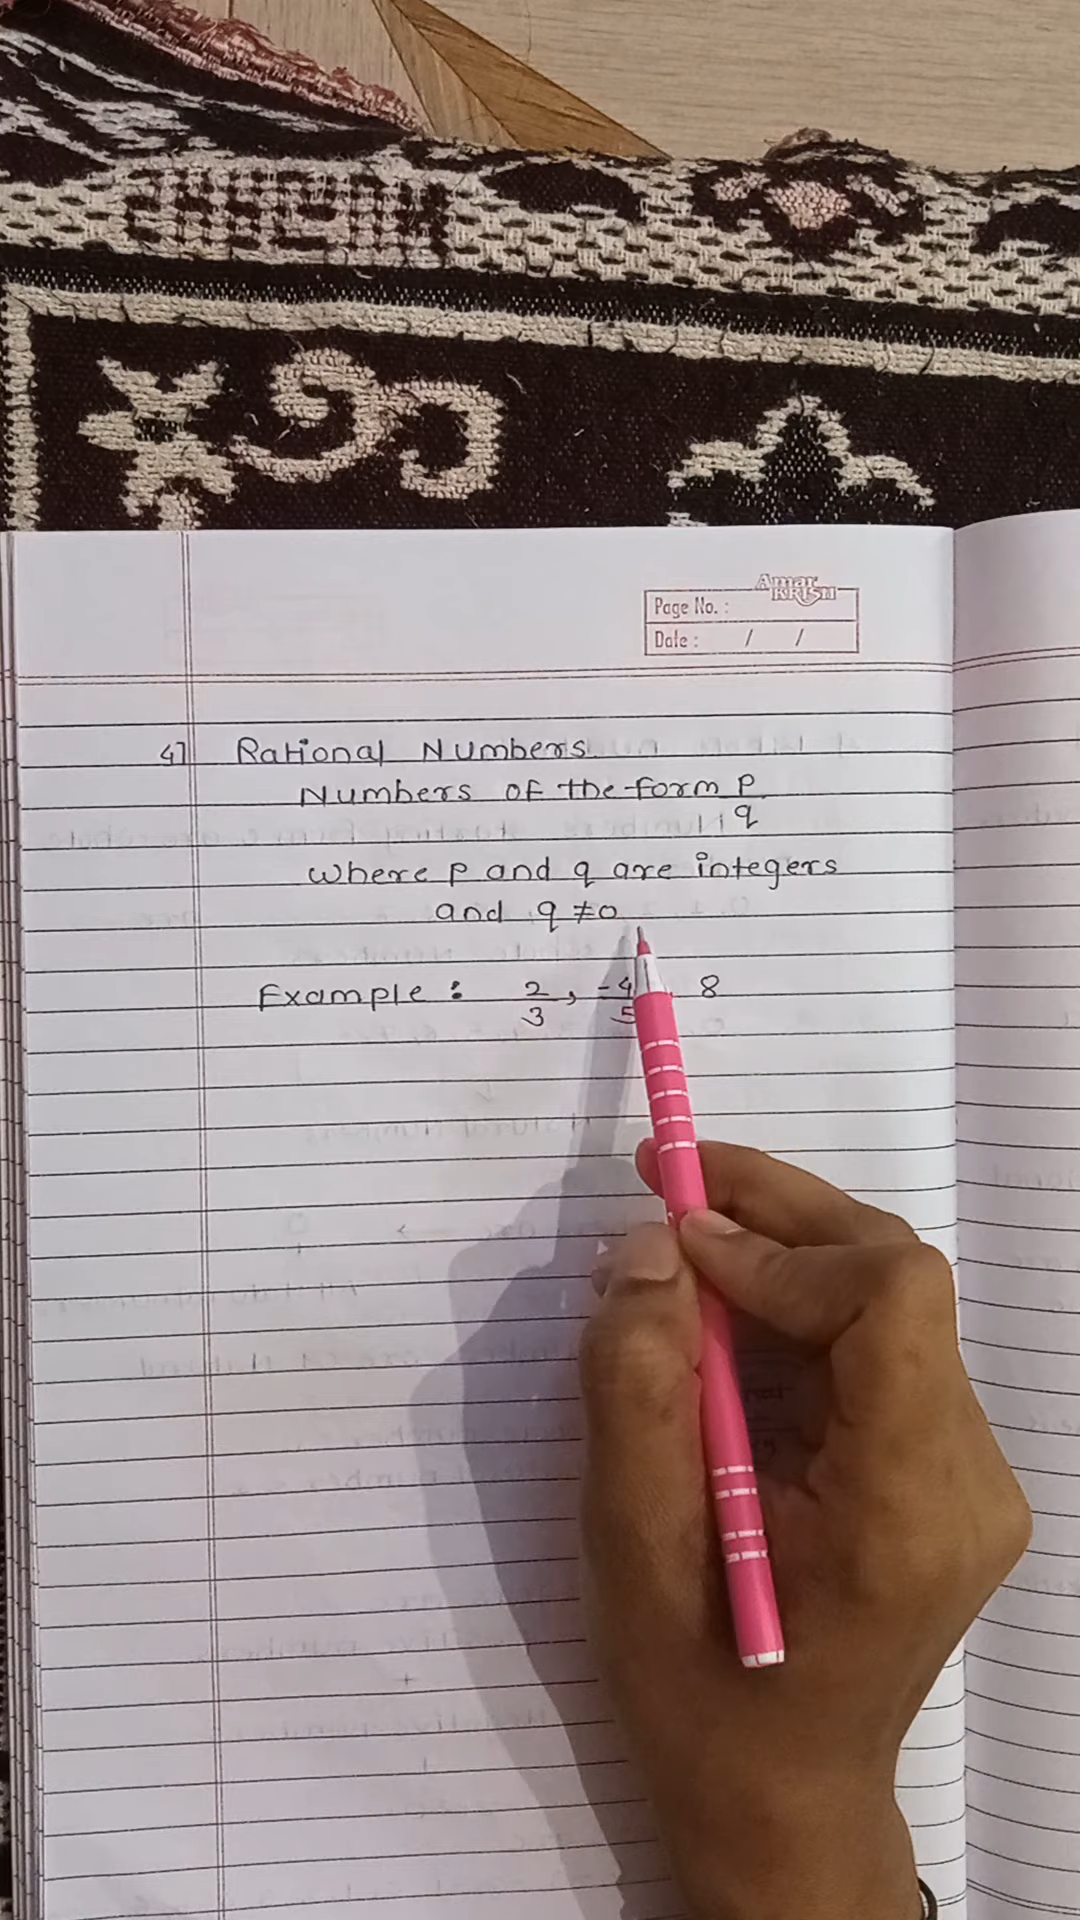 Amar
KRISH
Page No. :
Date : / /
4] Rational Numbers.
Numbers of the form p
q
where p and q are integers
and q ≠0
Example : 2/3, -4/5 8